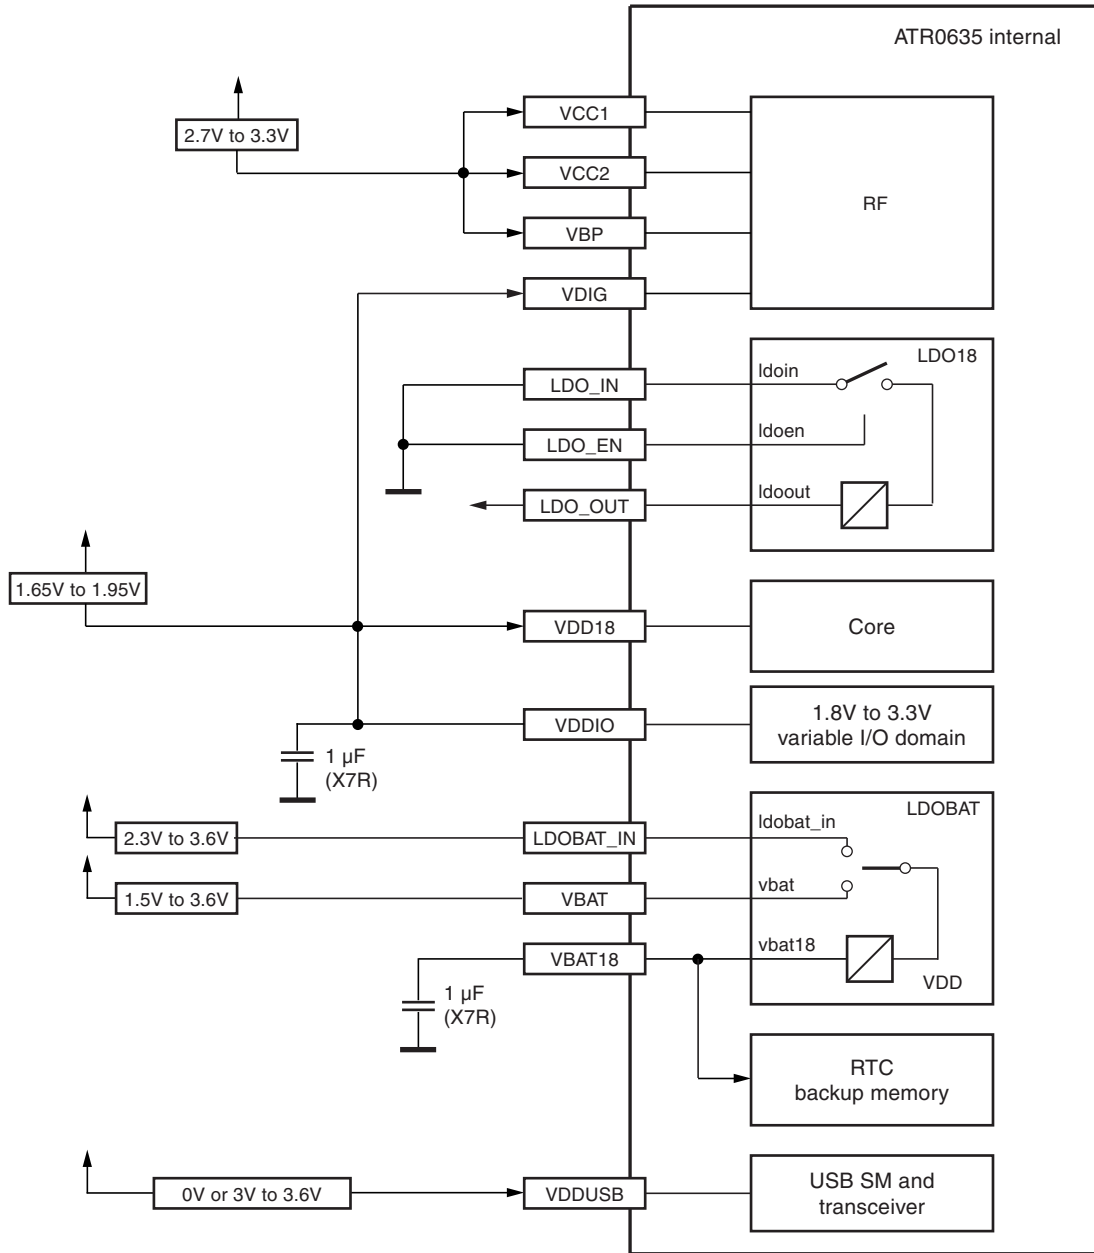 ATR0635 internal
VCC1
2.7V to 3.3V
VCC2
RF
VBP
VDIG
LDO18
ldoin
LDO_IN
ldoen
LDO_EN
ldoout
LDO_OUT
1.65V to 1.95V
VDD18
Core
VDDIO
1.8V to 3.3V
variable I/O domain
1 µF
(X7R)
LDOBAT
ldobat_in
2.3V to 3.6V
LDOBAT_IN
vbat
1.5V to 3.6V
VBAT
vbat18
VBAT18
VDD
1 µF
(X7R)
RTC
backup memory
0V or 3V to 3.6V
VDDUSB
USB SM and
transceiver